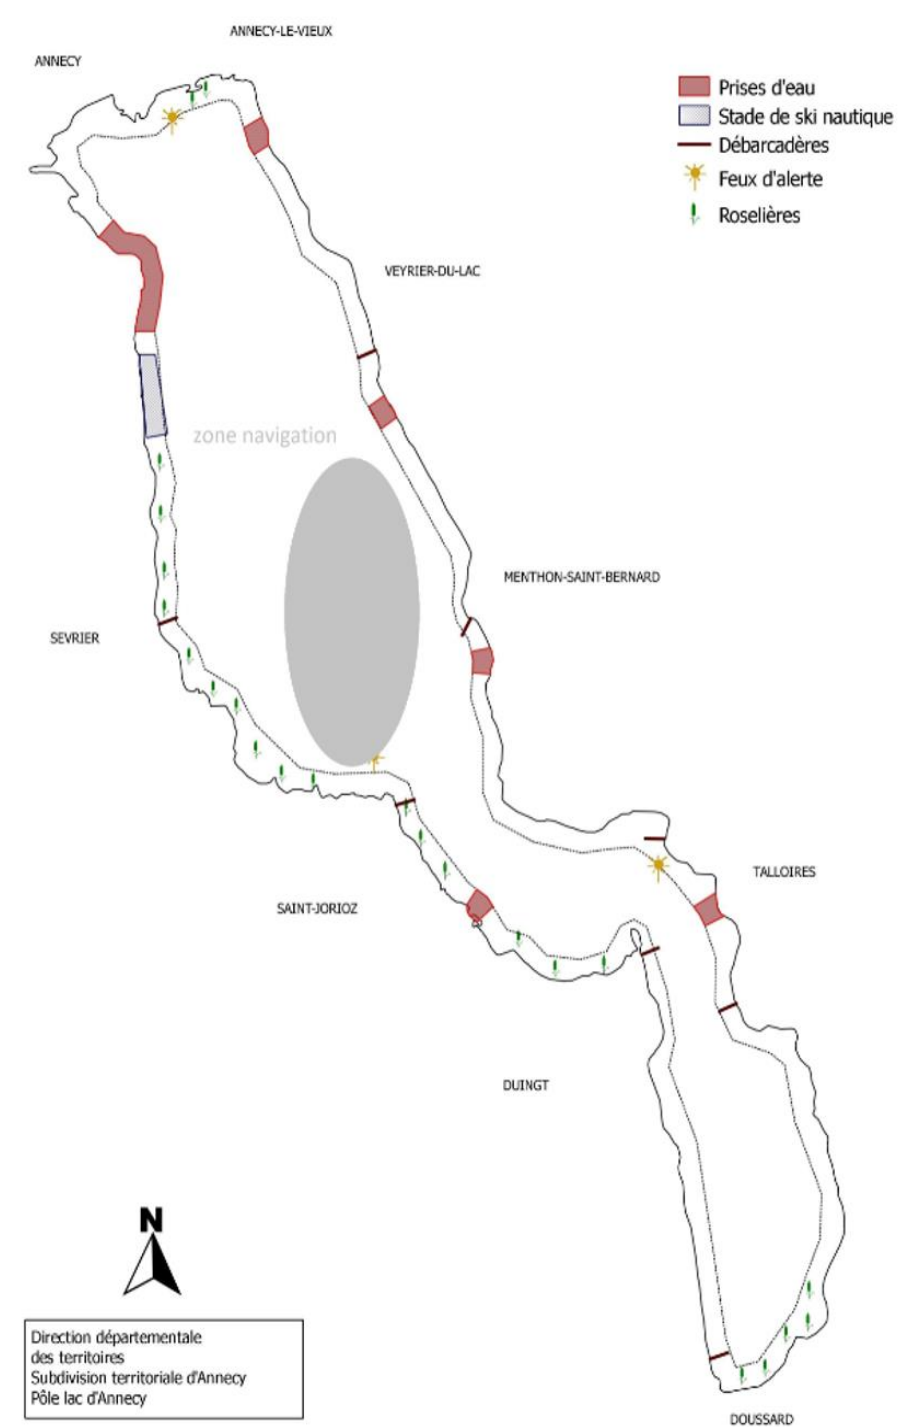 ANNECY-LE-VIEUX
ANNECY
Prises d'eau
Stade de ski nautique
Débarcadères
Feux d'alerte
Roselières
VEYRIER-DU-LAC
zone navigation
MENTHON-SAINT-BERNARD
SEVRIER
TALLOIRES
SAINT-JORIOZ
DUINGT
N
Direction départementale
des territoires
Subdivision territoriale d'Annecy
Pôle lac d'Annecy
DOUSSARD